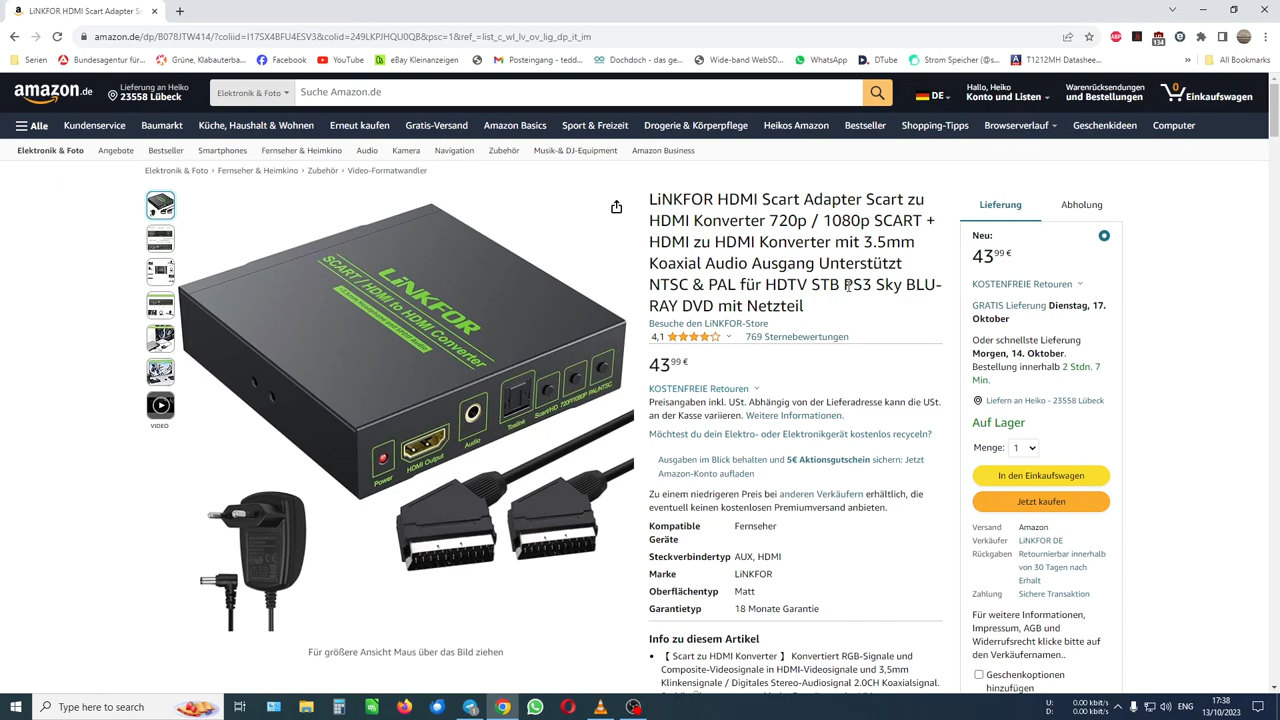 LiNKFOR HDMI Scart Adapter Sc
amazon.de/dp/B078JTW414/?coliid=I17SX4BFU4ESV3&colid=249LKPJHQU0QB&psc=1&ref_=list_c_wl_lv_ov_lig_dp_it_im
ABP
134
Serien
Bundesagentur für...
Grüne, Klabaserba...
Facebook
YouTube
eBay Kleinanzeigen
Posteingang - tedd...
Dochdoch - das ge...
Wide-band WebSD...
WhatsApp
DTube
Strom Speicher (@s...
T1212MH Datashee...
»
All Bookmarks
amazon.de
Lieferung an Heiko
23558 Lübeck
Elektronik & Foto
Suche Amazon.de
DE
Hallo, Heiko
Konto und Listen
Warenrücksendungen
und Bestellungen
0
Einkaufswagen
Alle
Kundenservice
Baumarkt
Küche, Haushalt & Wohnen
Erneut kaufen
Gratis-Versand
Amazon Basics
Sport & Freizeit
Drogerie & Körperpflege
Heikos Amazon
Bestseller
Shopping-Tipps
Browserverlauf
Geschenkideen
Computer
Elektronik & Foto
Angebote
Bestseller
Smartphones
Fernseher & Heimkino
Audio
Kamera
Navigation
Zubehör
Musik-& DJ-Equipment
Amazon Business
Elektronik & Foto › Fernseher & Heimkino › Zubehör › Video-Formatwandler
VIDEO
LiNKFOR
SCART+HDMI to HDMI Converter
Power
HDMI Output
Audio
Toslink
Scart/HD
720P/1080P
PAL/NTSC
Für größere Ansicht Maus über das Bild ziehen
LiNKFOR HDMI Scart Adapter Scart zu
HDMI Konverter 720p / 1080p SCART +
HDMI zu HDMI Konverter mit 3.5mm
Koaxial Audio Ausgang Unterstützt
NTSC & PAL für HDTV STB PS3 Sky BLU-
RAY DVD mit Netzteil
Besuche den LiNKFOR-Store
4,1
769 Sternebewertungen
43 99 €
KOSTENFREIE Retouren
Preisangaben inkl. USt. Abhängig von der Lieferadresse kann die USt.
an der Kasse variieren. Weitere Informationen.
Möchtest du dein Elektro- oder Elektronikgerät kostenlos recyceln?
Ausgaben im Blick behalten und 5€ Aktionsgutschein sichern: Jetzt
Amazon-Konto aufladen
Zu einem niedrigeren Preis bei anderen Verkäufern erhältlich, die
eventuell keinen kostenlosen Premiumversand anbieten.
Kompatible Fernseher
Geräte
Steckverbindertyp AUX, HDMI
Marke LiNKFOR
Oberflächentyp Matt
Garantietyp 18 Monate Garantie
Info zu diesem Artikel
• 【 Scart zu HDMI Konverter 】 Konvertiert RGB-Signale und
Composite-Videosignale in HDMI-Videosignale und 3,5mm
Klinkensignale / Digitales Stereo-Audiosignal 2.0CH Koaxialsignal.
Lieferung
Abholung
Neu:
43 99 €
KOSTENFREIE Retouren
GRATIS Lieferung Dienstag, 17.
Oktober
Oder schnellste Lieferung
Morgen, 14. Oktober.
Bestellung innerhalb 2 Stdn. 7
Min.
Liefern an Heiko - 23558 Lübeck
Auf Lager
Menge: 1
In den Einkaufswagen
Jetzt kaufen
Versand Amazon
Verkäufer LiNKFOR DE
Rückgaben Retournierbar innerhalb
von 30 Tagen nach
Erhalt
Zahlung Sichere Transaktion
Für weitere Informationen,
Impressum, AGB und
Widerrufsrecht klicke bitte auf
den Verkäufernamen..
Geschenkoptionen
hinzufügen
Type here to search
U: 0.00 kbit/s
D: 0.00 kbit/s
ENG
17:38
13/10/2023